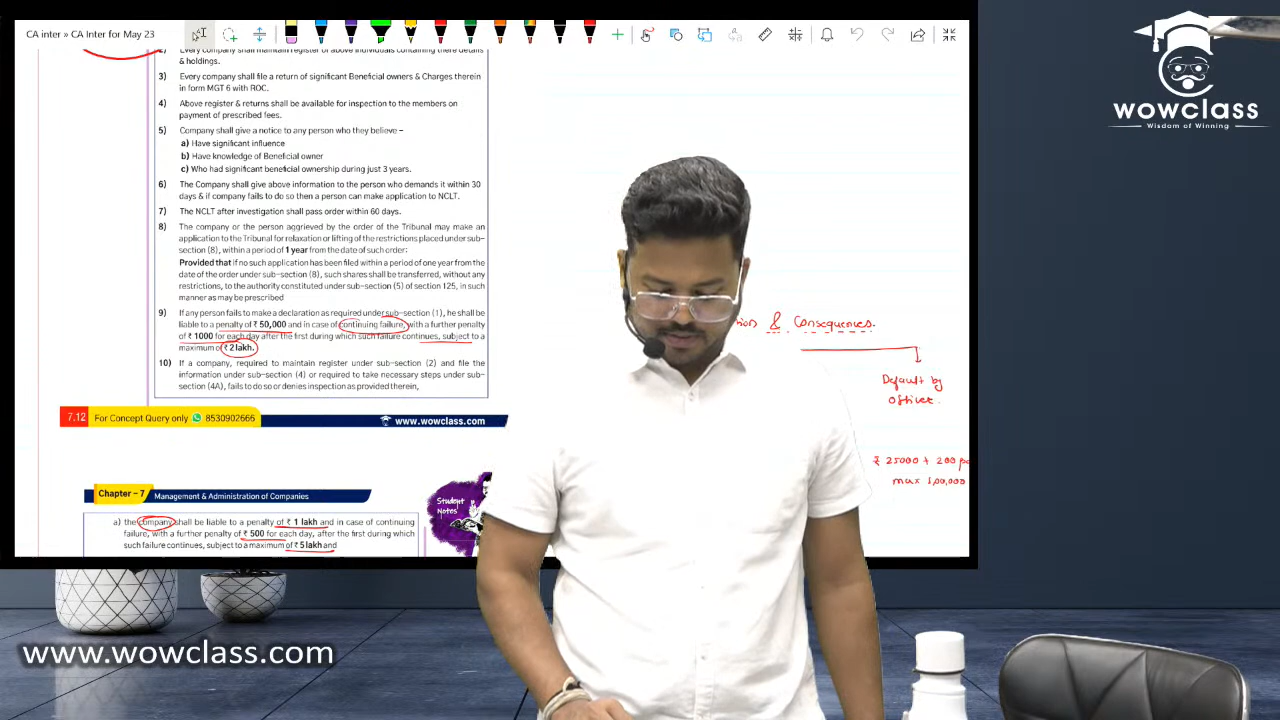 CA inter » CA Inter for May 23
wowclass
Wisdom of Winning
2) Every company shall maintain register of above individuals containing there details
& holdings.
3) Every company shall file a return of significant Beneficial owners & Charges therein
in form MGT 6 with ROC.
4) Above register & returns shall be available for inspection to the members on
payment of prescribed fees.
5) Company shall give a notice to any person who they believe –
a) Have significant influence
b) Have knowledge of Beneficial owner
c) Who had significant beneficial ownership during just 3 years.
6) The Company shall give above information to the person who demands it within 30
days & if company fails to do so then a person can make application to NCLT.
7) The NCLT after investigation shall pass order within 60 days.
8) The company or the person aggrieved by the order of the Tribunal may make an
application to the Tribunal for relaxation or lifting of the restrictions placed under sub-
section (8), within a period of 1 year from the date of such order:
Provided that if no such application has been filed within a period of one year from the
date of the order under sub-section (8), such shares shall be transferred, without any
restrictions, to the authority constituted under sub-section (5) of section 125, in such
manner as may be prescribed
9) If any person fails to make a declaration as required under sub-section (1), he shall be
liable to a penalty of ₹ 50,000 and in case of continuing failure, with a further penalty
of ₹ 1000 for each day after the first during which such failure continues, subject to a
maximum of ₹ 2 lakh.
10) If a company, required to maintain register under sub-section (2) and file the
information under sub-section (4) or required to take necessary steps under sub-
section (4A), fails to do so or denies inspection as provided therein,
& Consequences.
Default by
officer.
₹ 25000 + 200
max 1,00,000
7.12 For Concept Query only 8530902666 www.wowclass.com
Chapter – 7 Management & Administration of Companies
Student
Notes
a) the company shall be liable to a penalty of ₹ 1 lakh and in case of continuing
failure, with a further penalty of ₹ 500 for each day, after the first during which
such failure continues, subject to a maximum of ₹ 5 lakh and
www.wowclass.com